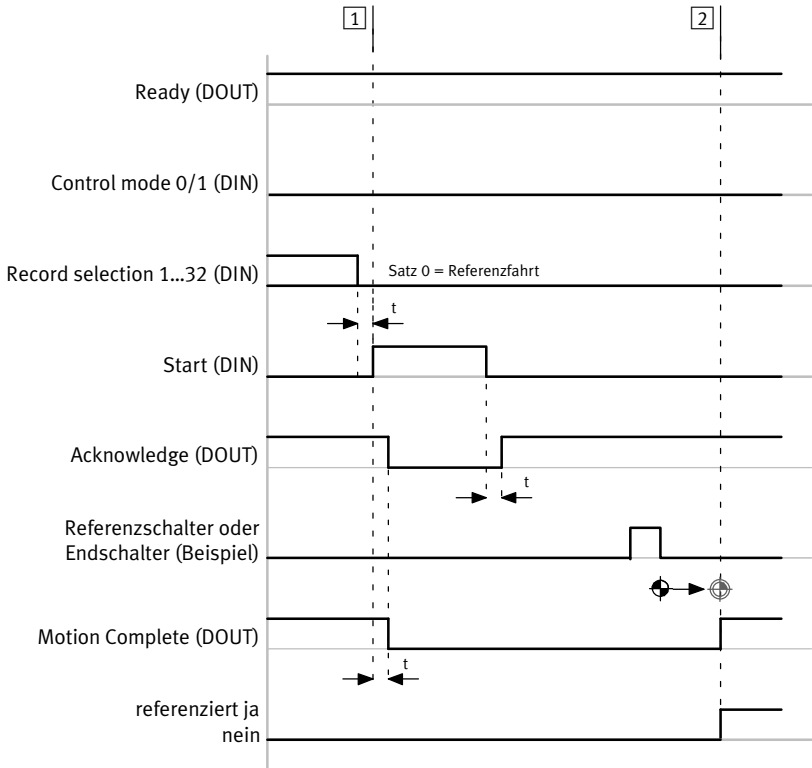 1
2
Ready (DOUT)
Control mode 0/1 (DIN)
Record selection 1...32 (DIN)
Satz 0 = Referenzfahrt
t
Start (DIN)
Acknowledge (DOUT)
t
Referenzschalter oder
Endschalter (Beispiel)
Motion Complete (DOUT)
t
referenziert ja
nein